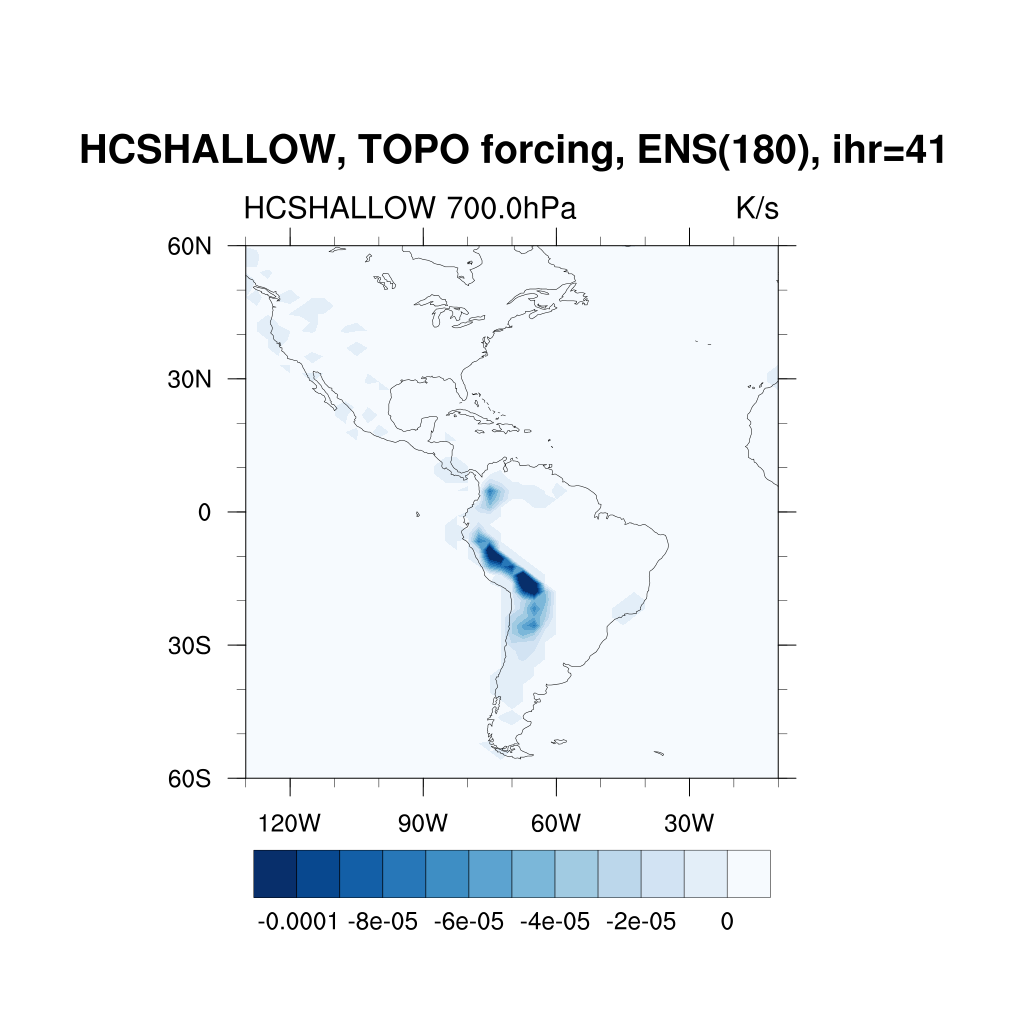 HCSHALLOW, TOPO forcing, ENS(180), ihr=41
HCSHALLOW 700.0hPa K/s
60N
30N
0
30S
60S
120W 90W 60W 30W
-0.0001 -8e-05 -6e-05 -4e-05 -2e-05 0